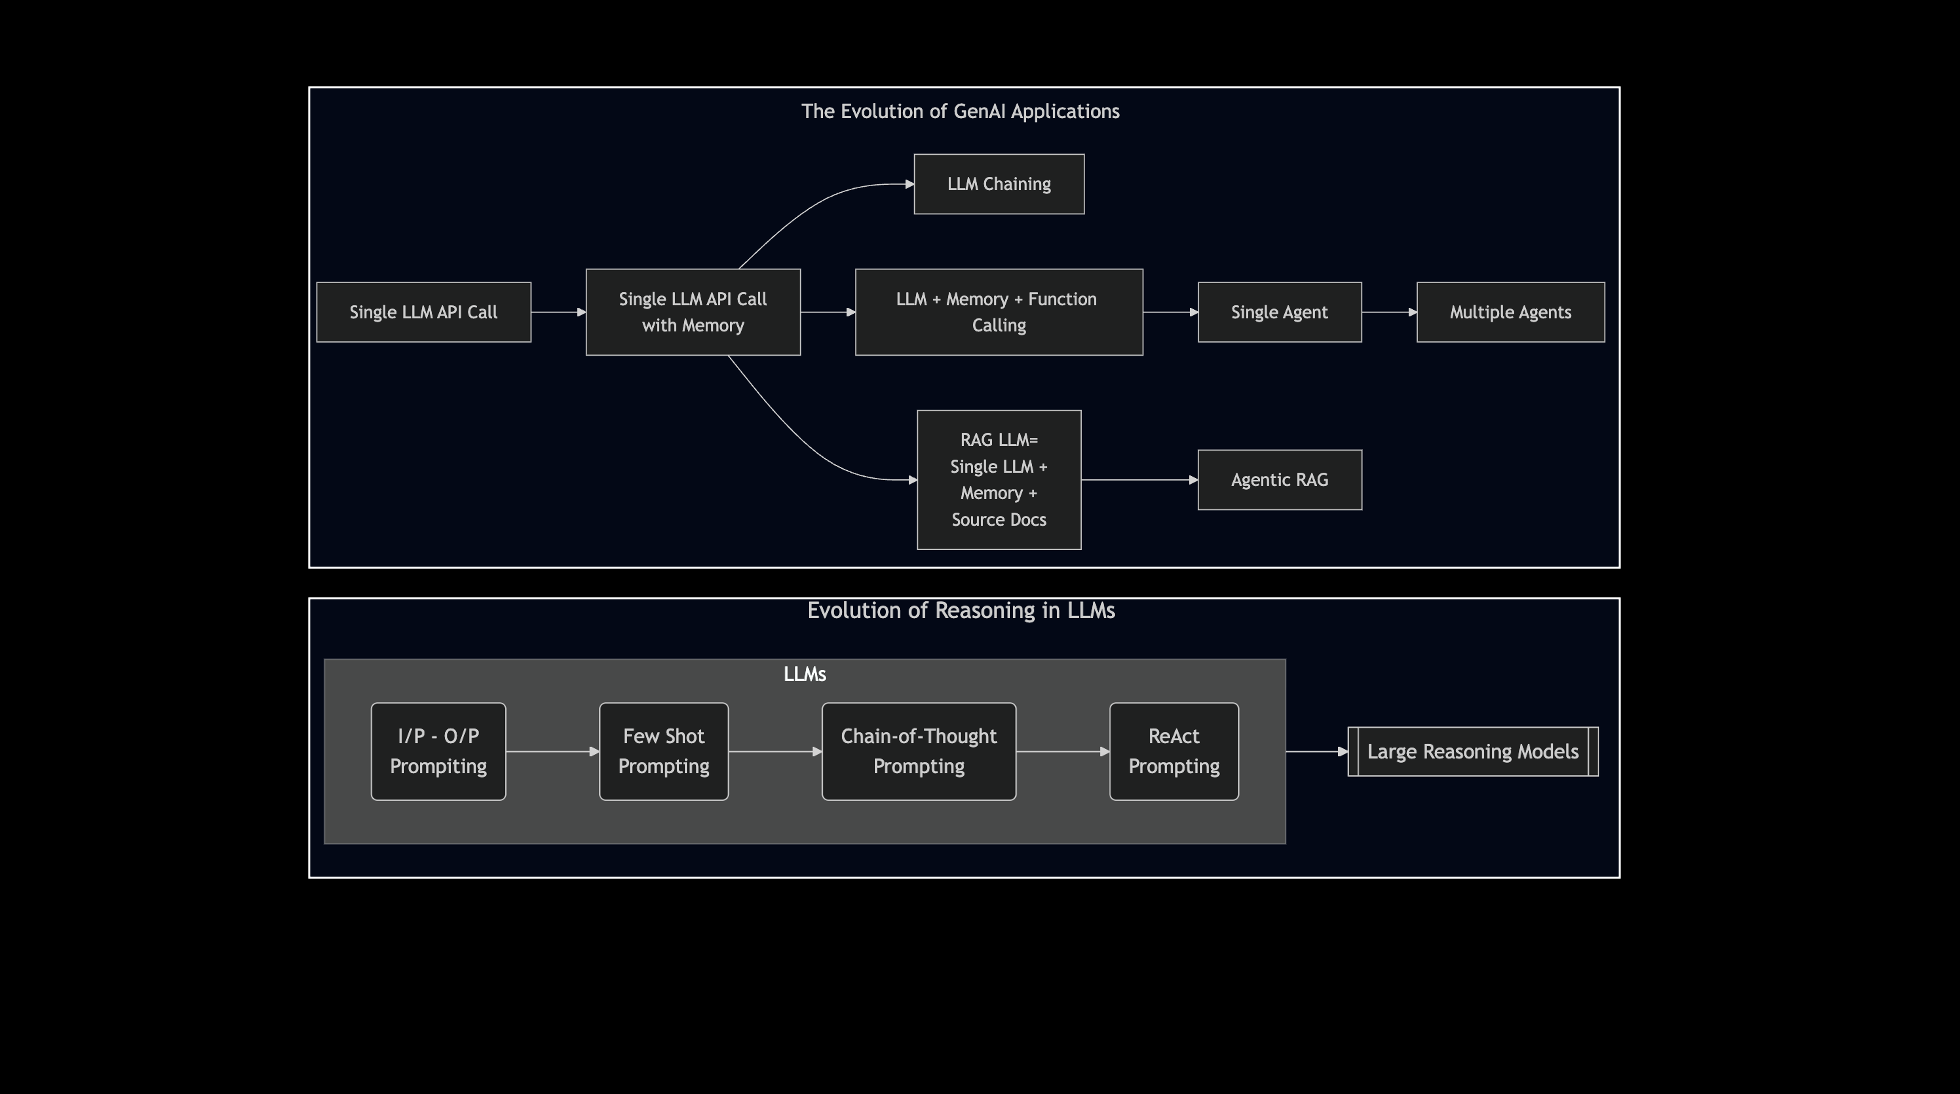 The Evolution of GenAI Applications
LLM Chaining
Single LLM API Call
Single LLM API Call
with Memory
LLM + Memory + Function
Calling
Single Agent
Multiple Agents
RAG LLM=
Single LLM +
Memory +
Source Docs
Agentic RAG
Evolution of Reasoning in LLMs
LLMs
I/P - O/P
Prompiting
Few Shot
Prompting
Chain-of-Thought
Prompting
ReAct
Prompting
Large Reasoning Models